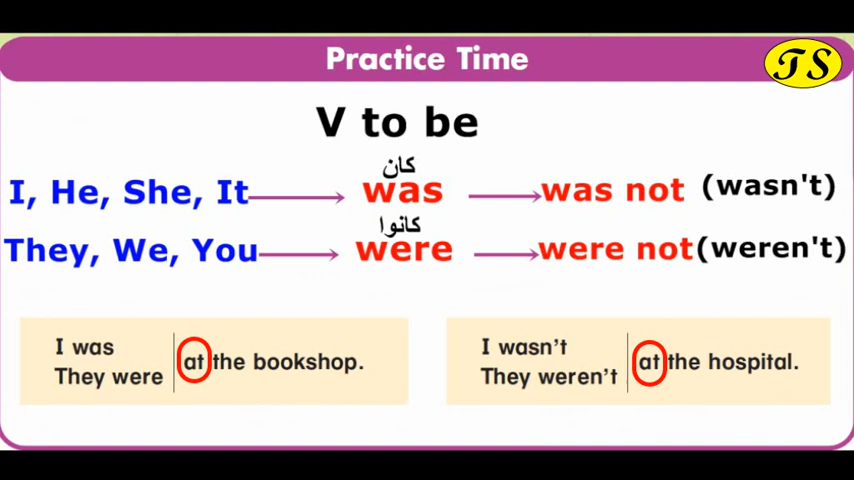 Practice Time
TS
V to be
كان
I, He, She, It was was not (wasn't)
كانوا
They, We, You were were not (weren't)
I was
They were at the bookshop.
I wasn't
They weren't at the hospital.